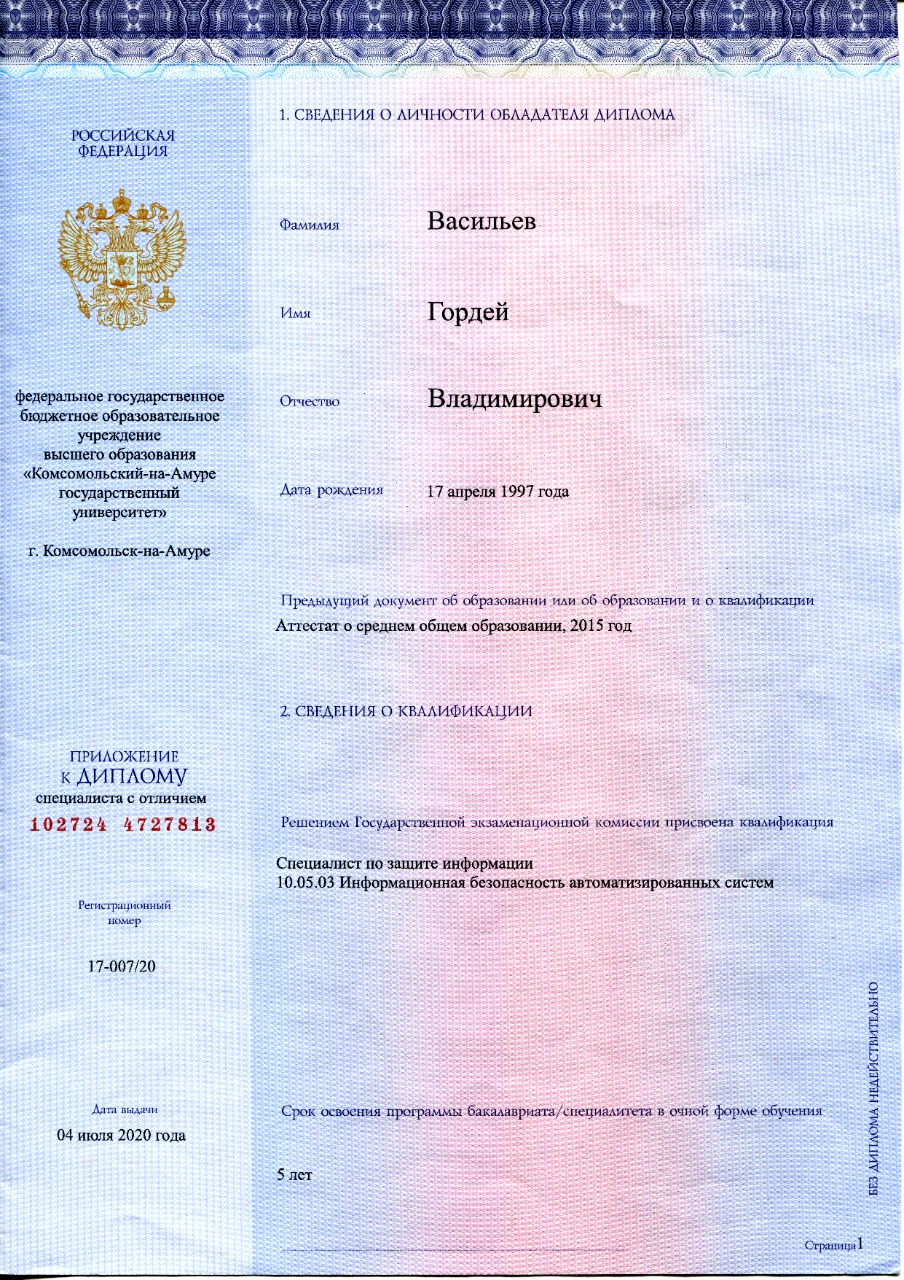 РОССИЙСКАЯ
ФЕДЕРАЦИЯ
федеральное государственное
бюджетное образовательное
учреждение
высшего образования
«Комсомольский-на-Амуре
государственный
университет»
г. Комсомольск-на-Амуре
ПРИЛОЖЕНИЕ
к ДИПЛОМУ
специалиста с отличием
102724 4727813
Регистрационный
номер
17-007/20
Дата выдачи
04 июля 2020 года
1. СВЕДЕНИЯ О ЛИЧНОСТИ ОБЛАДАТЕЛЯ ДИПЛОМА
Фамилия Васильев
Имя Гордей
Отчество Владимирович
Дата рождения 17 апреля 1997 года
Предыдущий документ об образовании или об образовании и о квалификации
Аттестат о среднем общем образовании, 2015 год
2. СВЕДЕНИЯ О КВАЛИФИКАЦИИ
Решением Государственной экзаменационной комиссии присвоена квалификация
Специалист по защите информации
10.05.03 Информационная безопасность автоматизированных систем
Срок освоения программы бакалавриата/специалитета в очной форме обучения
5 лет
БЕЗ ДИПЛОМА НЕДЕЙСТВИТЕЛЬНО
Страница 1